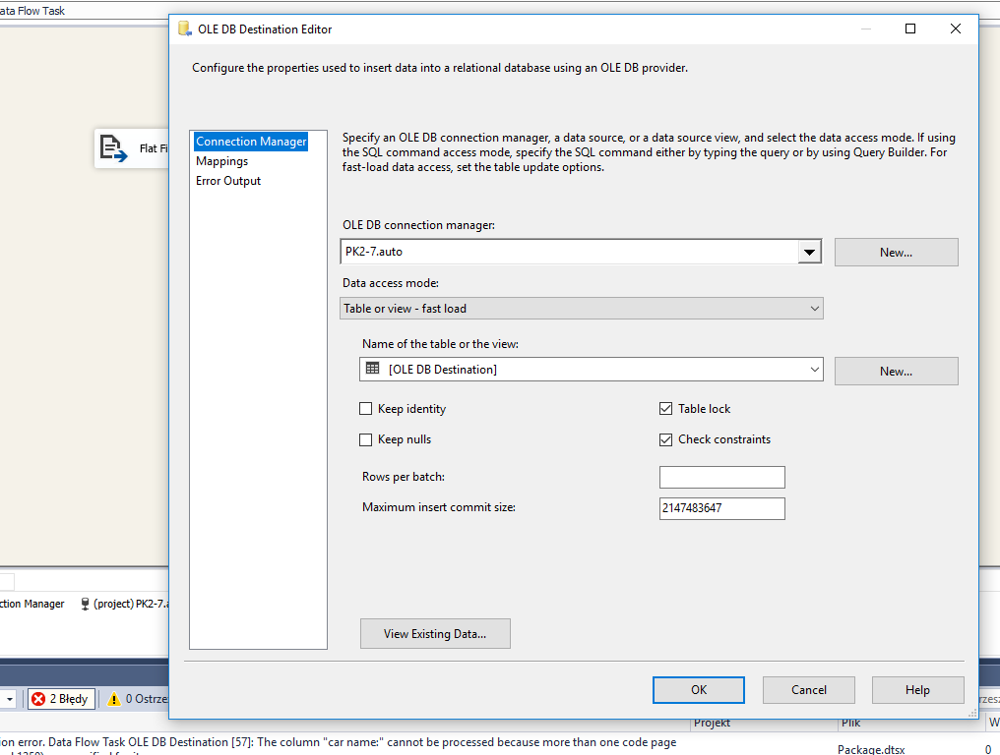 ata Flow Task
OLE DB Destination Editor
Configure the properties used to insert data into a relational database using an OLE DB provider.
Flat Fi
Connection Manager
Mappings
Error Output
Specify an OLE DB connection manager, a data source, or a data source view, and select the data access mode. If using
the SQL command access mode, specify the SQL command either by typing the query or by using Query Builder. For
fast-load data access, set the table update options.
OLE DB connection manager:
PK2-7.auto
New...
Data access mode:
Table or view - fast load
Name of the table or the view:
[OLE DB Destination]
New...
Keep identity
Table lock
Keep nulls
Check constraints
Rows per batch:
Maximum insert commit size:
2147483647
ction Manager
(project) PK2-7.a
View Existing Data...
OK
Cancel
Help
2 Błędy
0 Ostrze
rzesz
Projekt
Plik
W
on error. Data Flow Task OLE DB Destination [57]: The column "car name:" cannot be processed because more than one code page
Package.dtsx
0